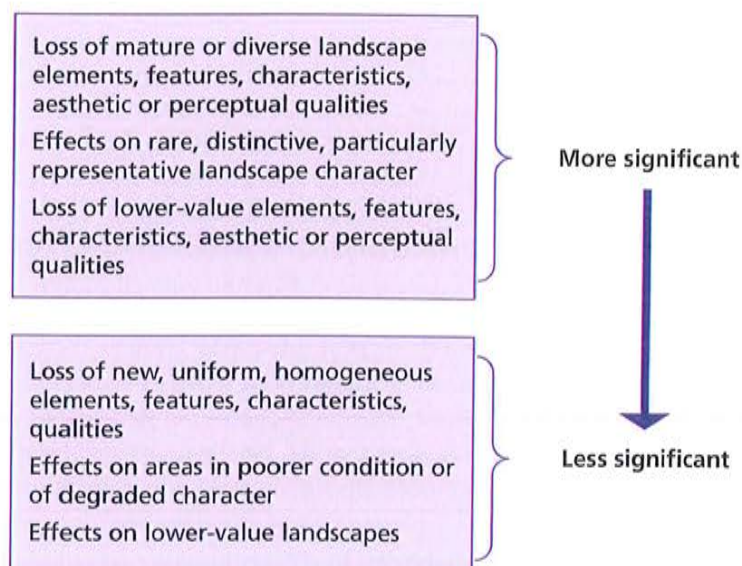 Loss of mature or diverse landscape
elements, features, characteristics,
aesthetic or perceptual qualities
Effects on rare, distinctive, particularly
representative landscape character
Loss of lower-value elements, features,
characteristics, aesthetic or perceptual
qualities
More significant
Loss of new, uniform, homogeneous
elements, features, characteristics,
qualities
Effects on areas in poorer condition or
of degraded character
Effects on lower-value landscapes
Less significant